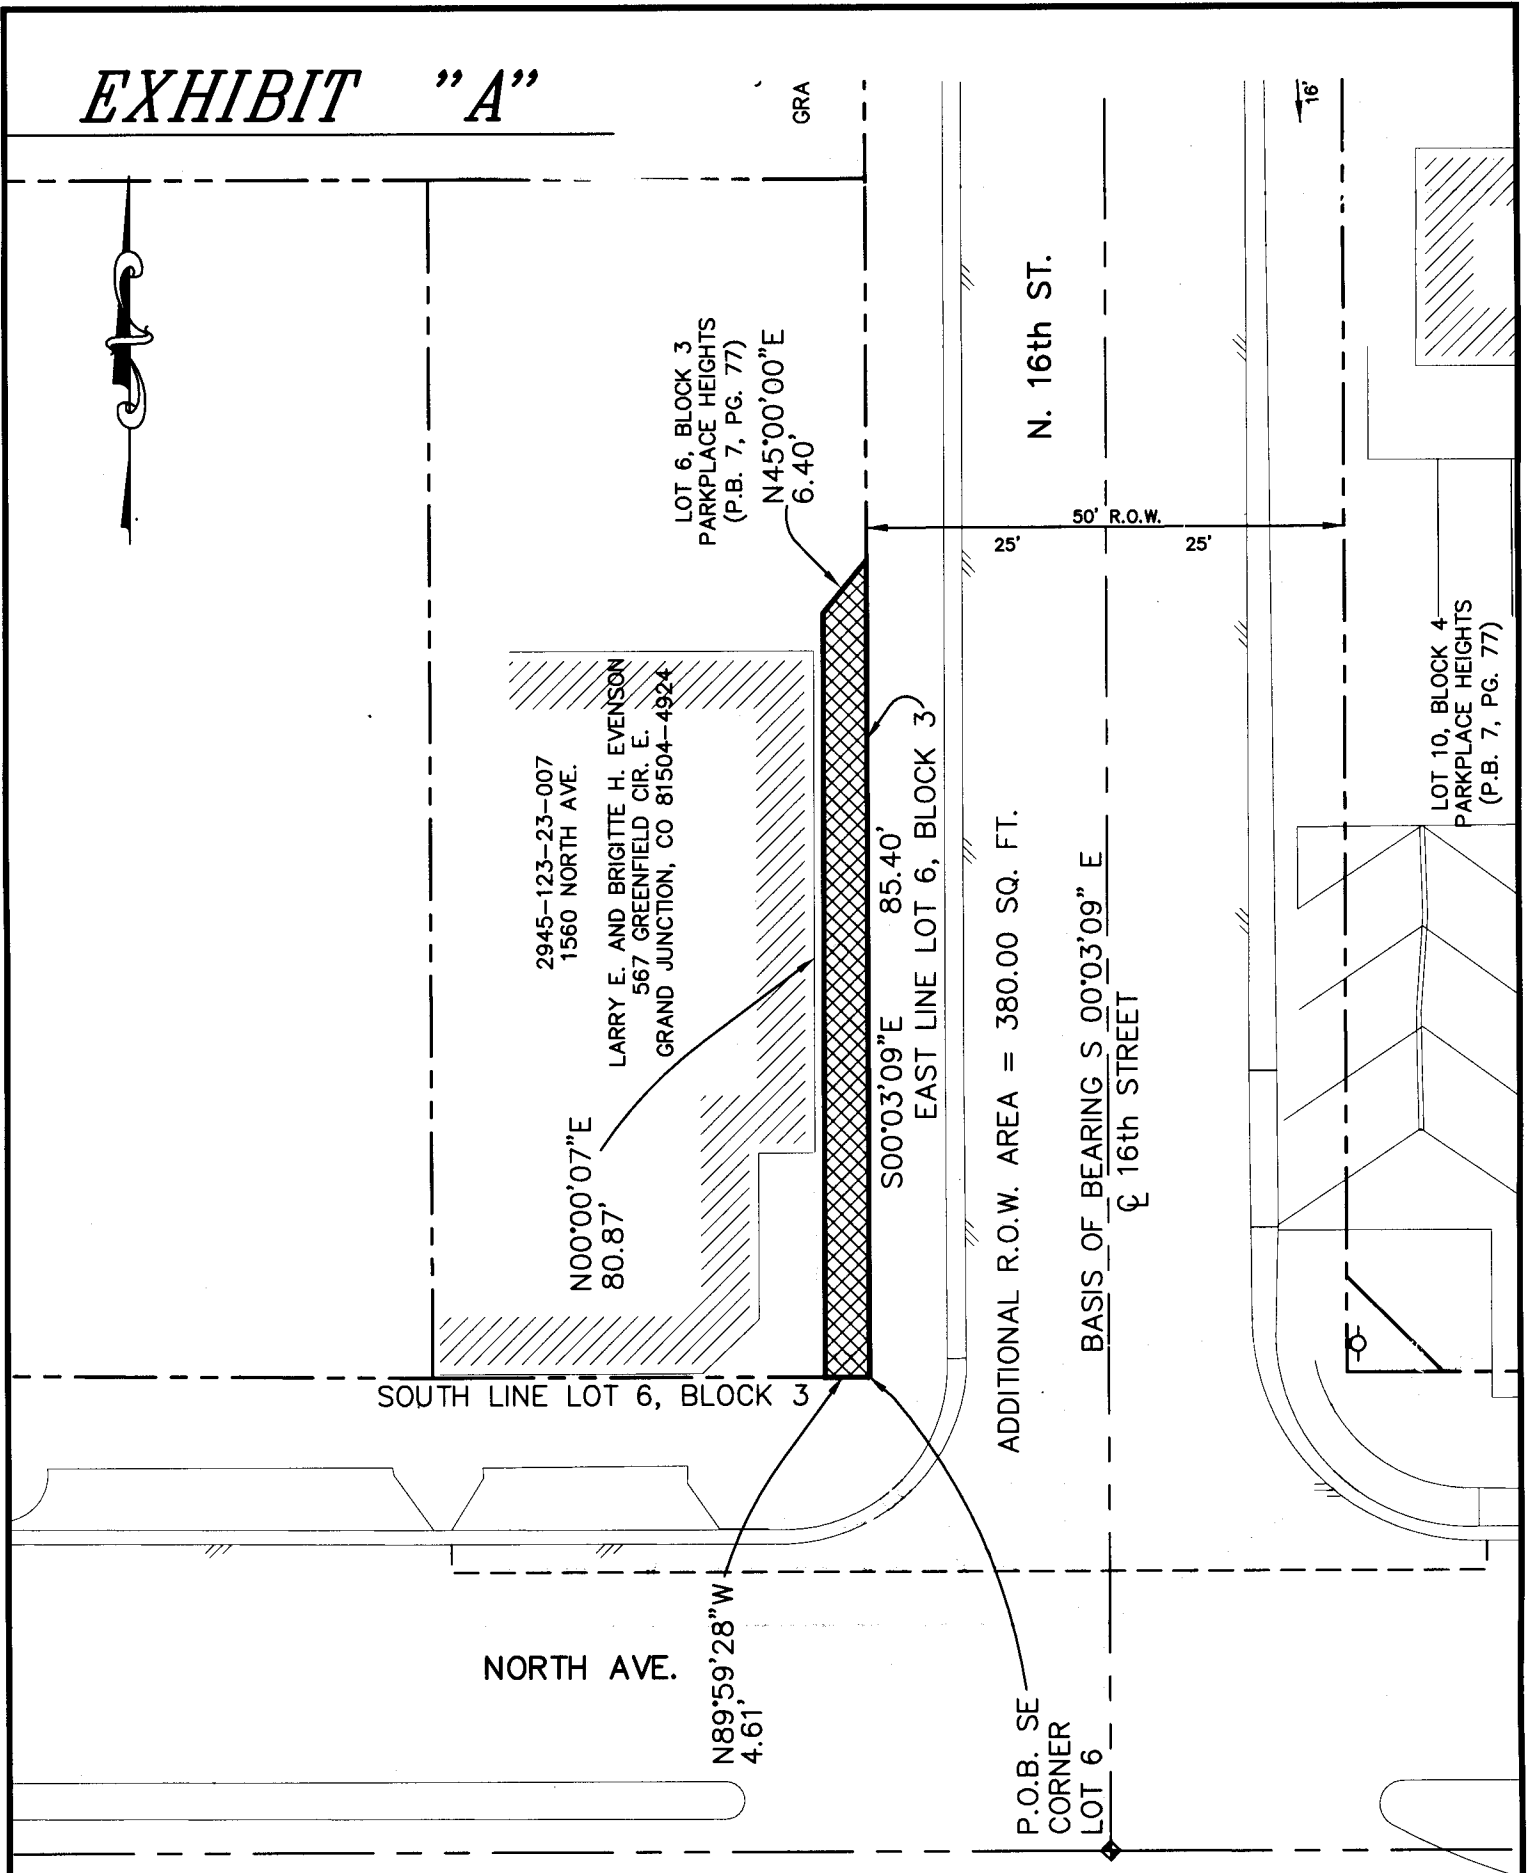 EXHIBIT "A"
GRA
16'
LOT 6, BLOCK 3
PARKPLACE HEIGHTS
(P.B. 7, PG. 77)
N45°00'00"E
6.40'
N. 16th ST.
50' R.O.W.
25'
25'
2945-123-23-007
1560 NORTH AVE.
LARRY E. AND BRIGITTE H. EVENSON
567 GREENFIELD CIR. E.
GRAND JUNCTION, CO 81504-4924
LOT 10, BLOCK 4
PARKPLACE HEIGHTS
(P.B. 7, PG. 77)
N00°00'07"E
80.87'
S00°03'09"E 85.40'
EAST LINE LOT 6, BLOCK 3
ADDITIONAL R.O.W. AREA = 380.00 SQ. FT.
BASIS OF BEARING S 00°03'09" E
℄ 16th STREET
SOUTH LINE LOT 6, BLOCK 3
NORTH AVE.
N89°59'28"W
4.61'
P.O.B. SE
CORNER
LOT 6